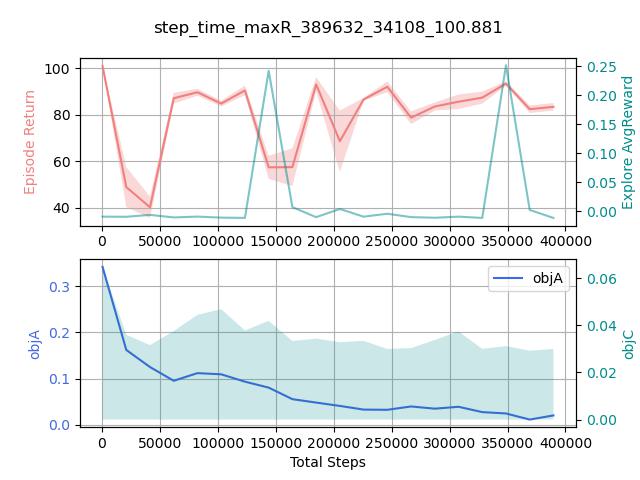 step_time_maxR_389632_34108_100.881
100
80
60
40
Episode Return
0.25
0.20
0.15
0.10
0.05
0.00
Explore AvgReward
0 50000 100000 150000 200000 250000 300000 350000 400000
0.3
0.2
0.1
0.0
objA
objA
0.06
0.04
0.02
0.00
objC
0 50000 100000 150000 200000 250000 300000 350000 400000
Total Steps